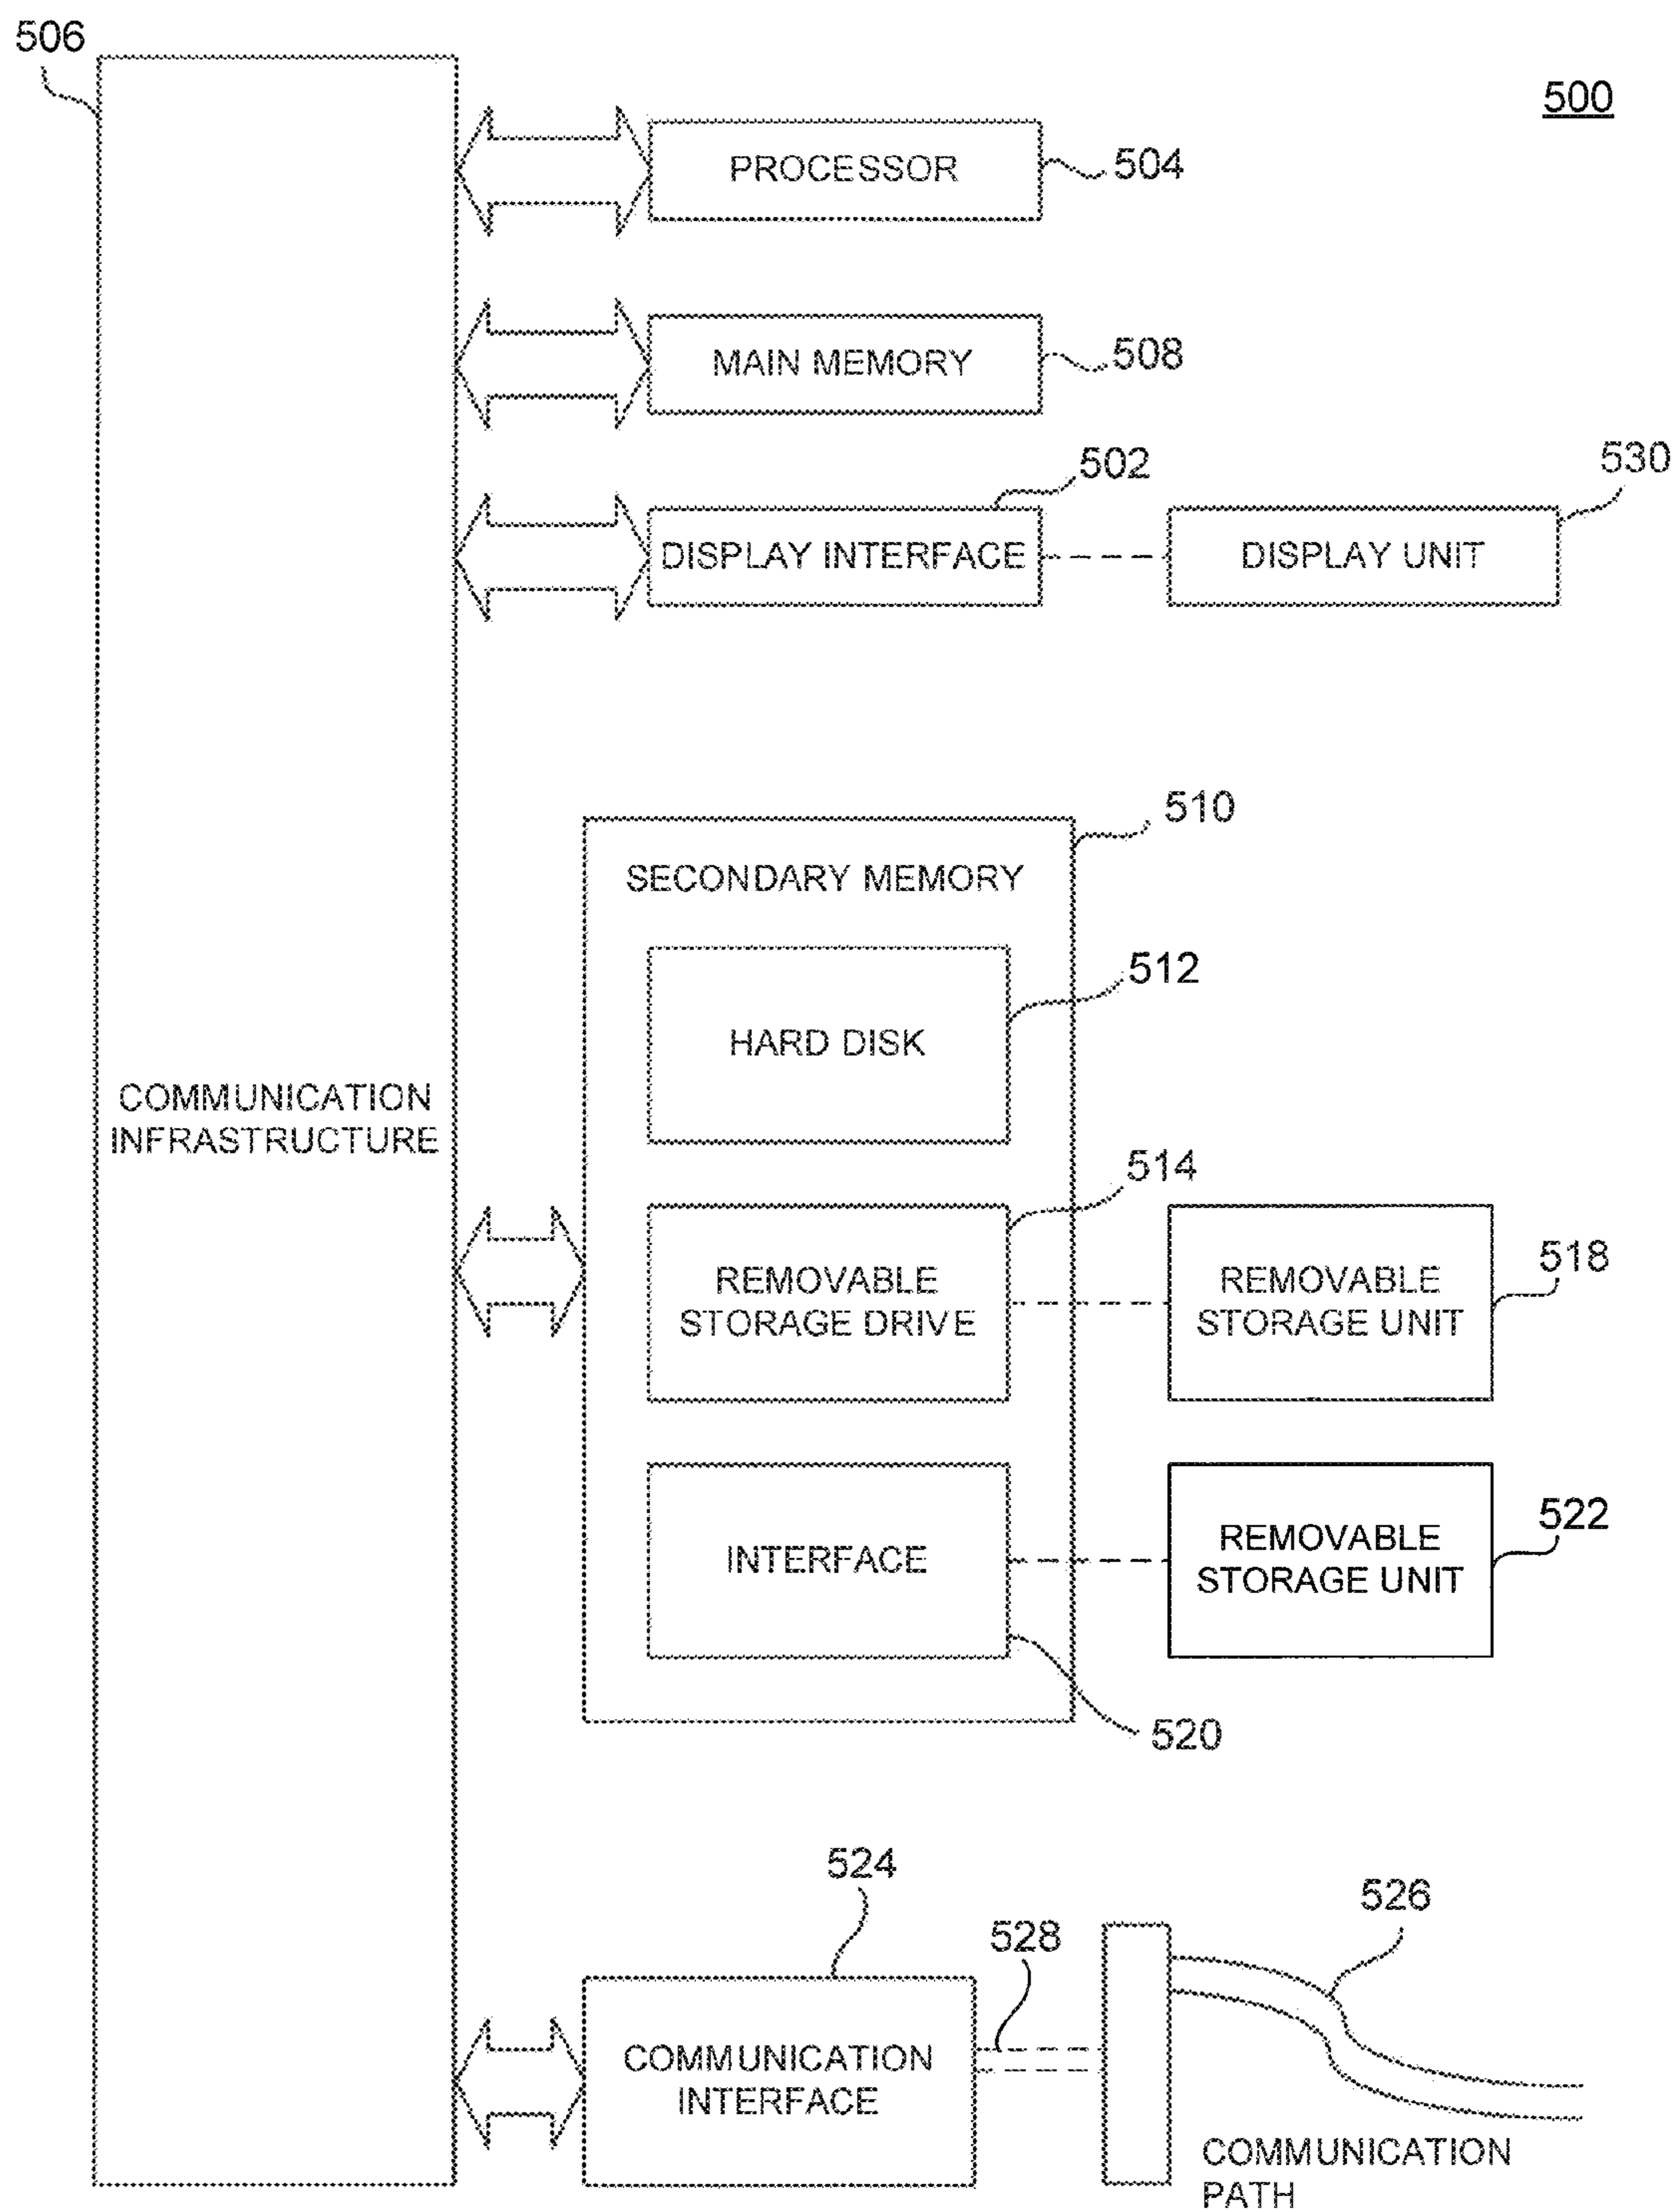 506
500
PROCESSOR
504
MAIN MEMORY
508
502
530
DISPLAY INTERFACE
DISPLAY UNIT
510
SECONDARY MEMORY
512
HARD DISK
COMMUNICATION
INFRASTRUCTURE
514
REMOVABLE
STORAGE DRIVE
REMOVABLE
STORAGE UNIT
518
INTERFACE
REMOVABLE
STORAGE UNIT
522
520
524
528
526
COMMUNICATION
INTERFACE
COMMUNICATION
PATH